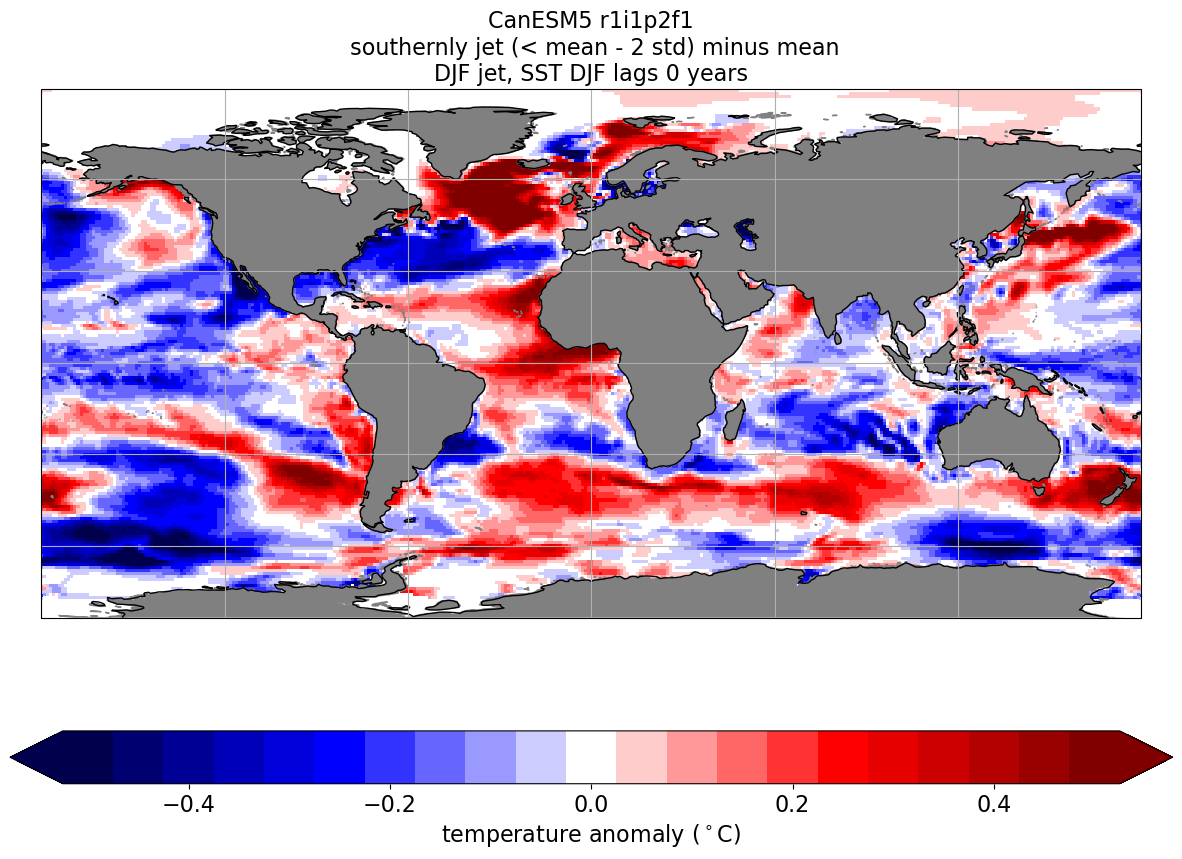 CanESM5 r1i1p2f1
southernly jet (< mean - 2 std) minus mean
DJF jet, SST DJF lags 0 years
−0.4 −0.2 0.0 0.2 0.4
temperature anomaly (°C)